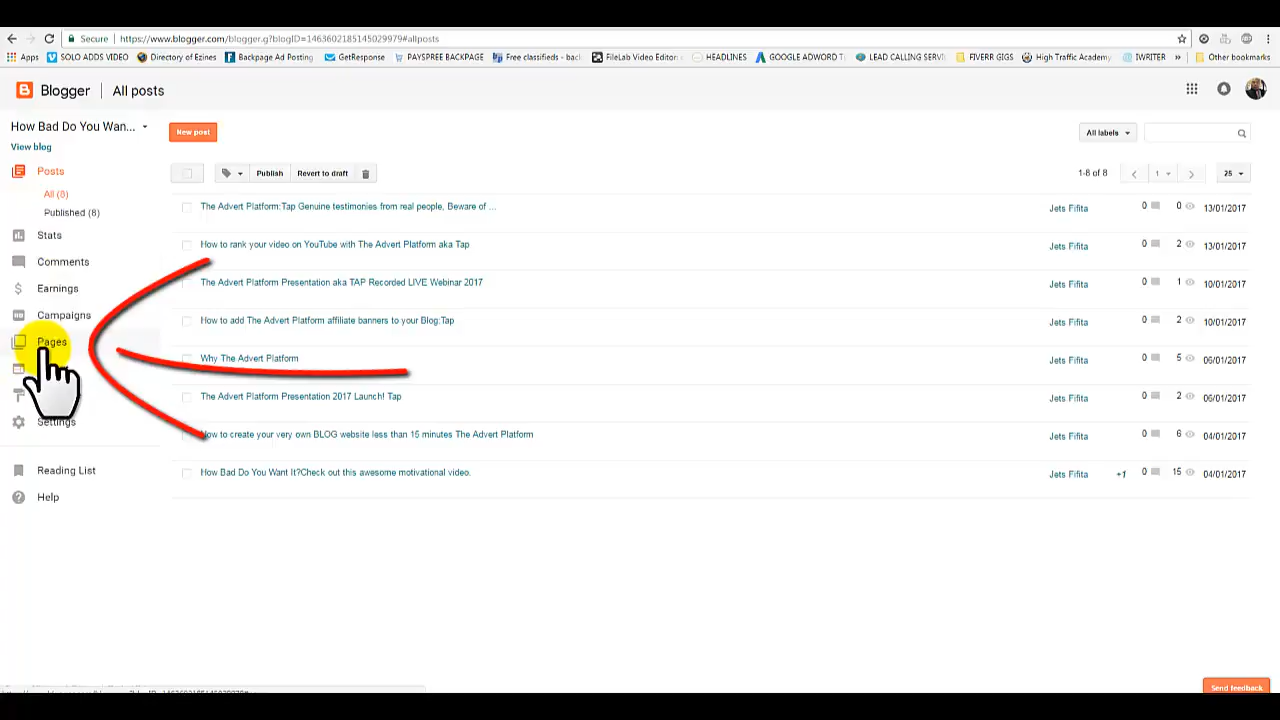 Secure https://www.blogger.com/blogger.g?blogID=1463602185145029979#allposts
Apps SOLO ADDS VIDEO Directory of Ezines Backpage Ad Posting GetResponse PAYSPREE BACKPAGE Free classifieds - back FileLab Video Editor: HEADLINES GOOGLE ADWORD T LEAD CALLING SERVI FIVERR GIGS High Traffic Academy IWRITER » Other bookmarks
Blogger All posts
How Bad Do You Wan...
View blog
New post
All labels
Posts
All (8)
Published (8)
Stats
Comments
Earnings
Campaigns
Pages
Settings
Reading List
Help
Publish Revert to draft
1-8 of 8 1 25
The Advert Platform:Tap Genuine testimonies from real people, Beware of ... Jets Fifita 0 0 13/01/2017
How to rank your video on YouTube with The Advert Platform aka Tap Jets Fifita 0 2 13/01/2017
The Advert Platform Presentation aka TAP Recorded LIVE Webinar 2017 Jets Fifita 0 1 10/01/2017
How to add The Advert Platform affiliate banners to your Blog:Tap Jets Fifita 0 2 10/01/2017
Why The Advert Platform Jets Fifita 0 5 06/01/2017
The Advert Platform Presentation 2017 Launch! Tap Jets Fifita 0 2 06/01/2017
How to create your very own BLOG website less than 15 minutes The Advert Platform Jets Fifita 0 6 04/01/2017
How Bad Do You Want It?Check out this awesome motivational video. Jets Fifita +1 0 15 04/01/2017
Send feedback